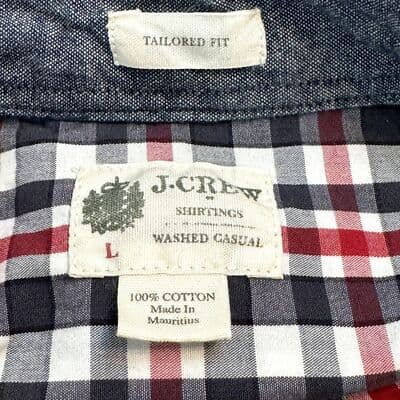 TAILORED FIT
J·CREW
SHIRTINGS
L
WASHED CASUAL
100% COTTON
Made In
Mauritius